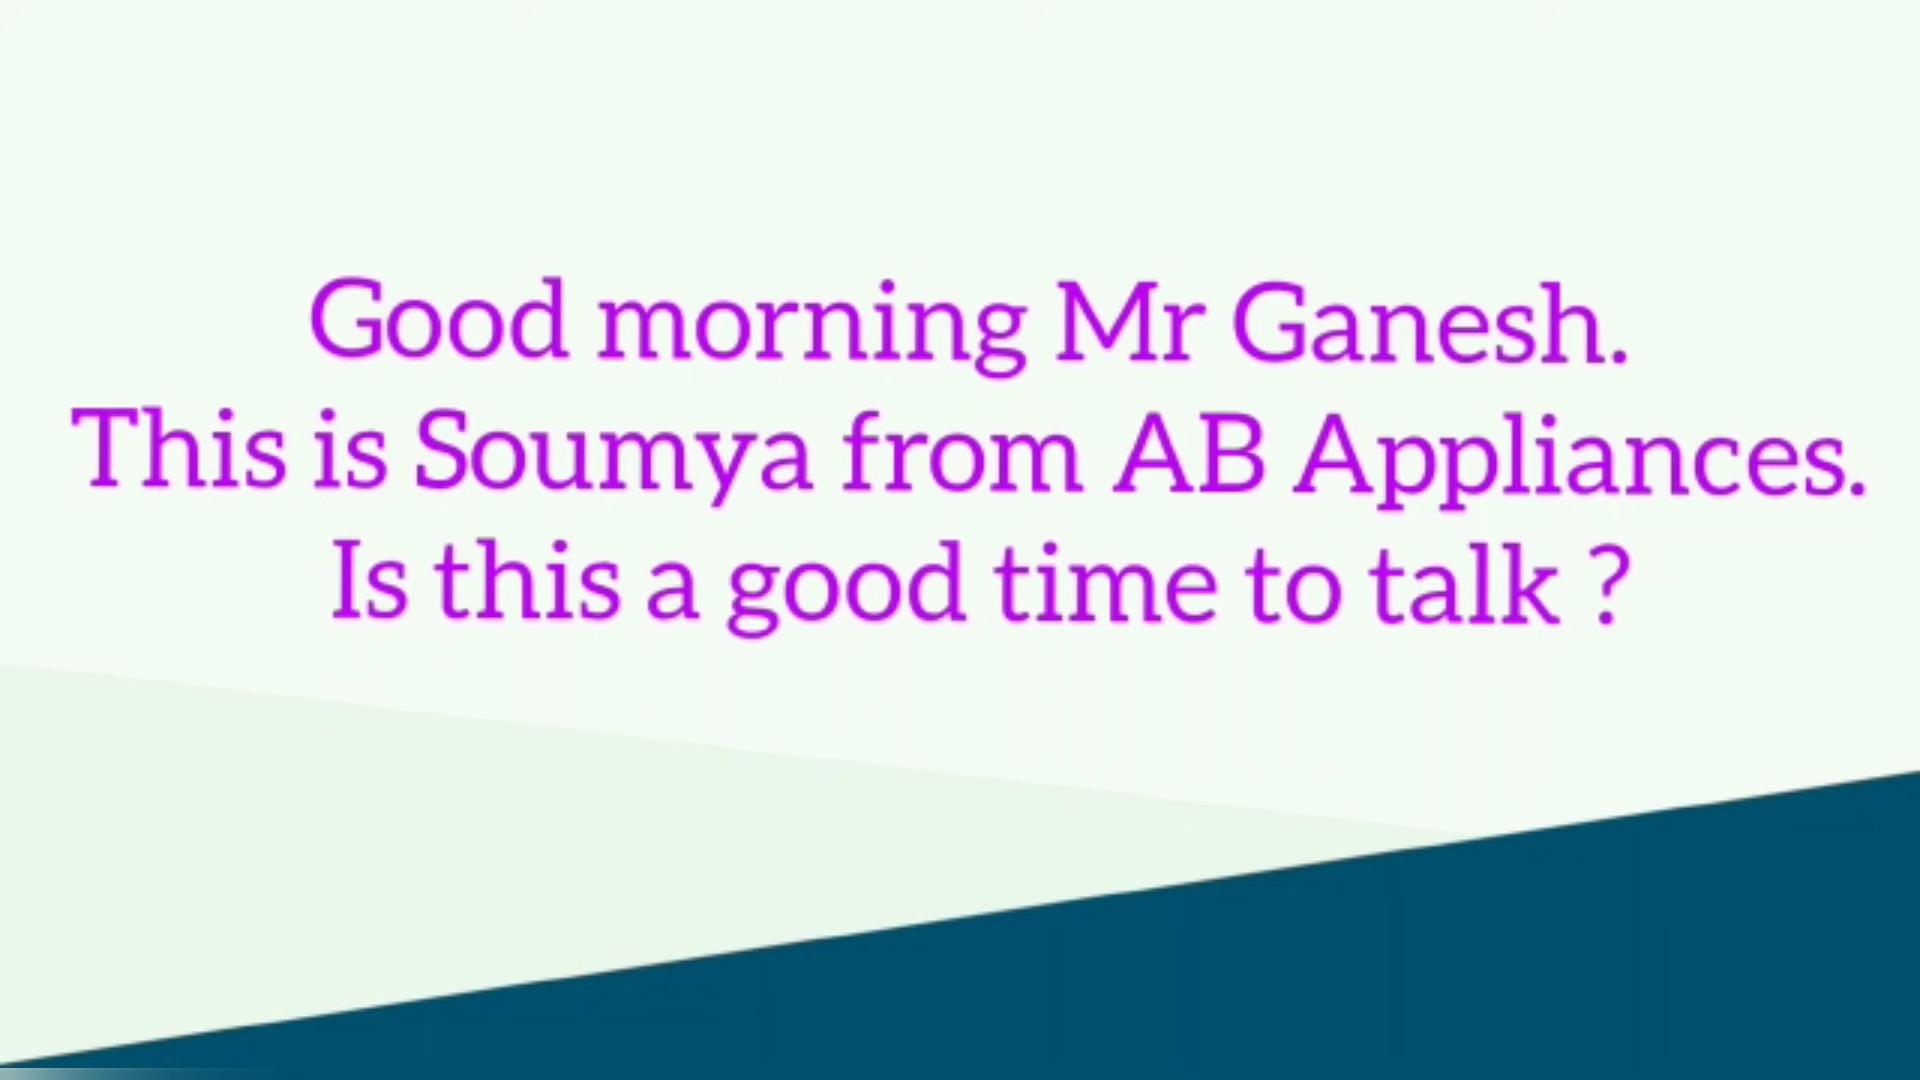 Good morning Mr Ganesh.
This is Soumya from AB Appliances.
Is this a good time to talk ?